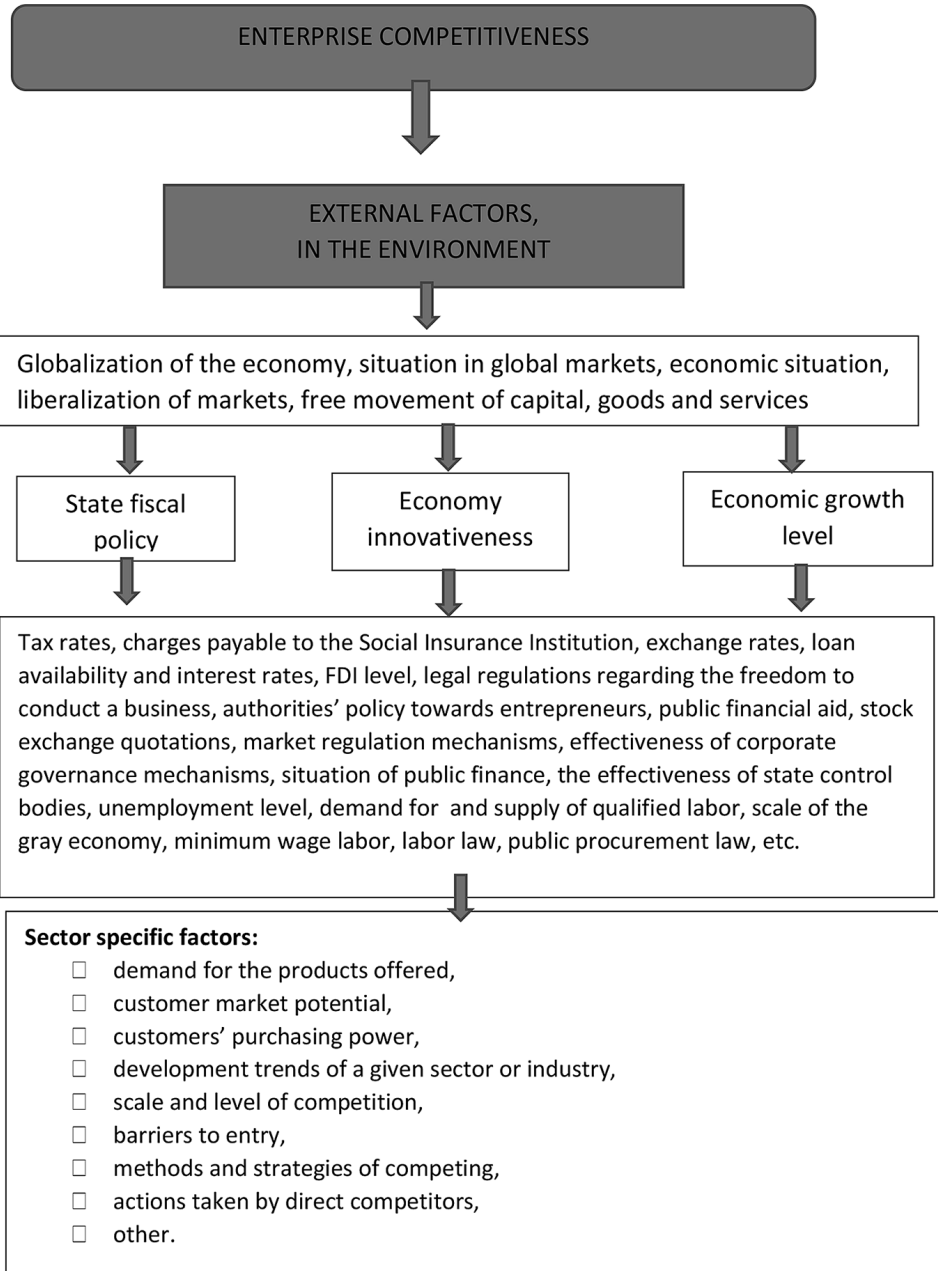 ENTERPRISE COMPETITIVENESS
EXTERNAL FACTORS,
IN THE ENVIRONMENT
Globalization of the economy, situation in global markets, economic situation,
liberalization of markets, free movement of capital, goods and services
State fiscal
policy
Economy
innovativeness
Economic growth
level
Tax rates, charges payable to the Social Insurance Institution, exchange rates, loan
availability and interest rates, FDI level, legal regulations regarding the freedom to
conduct a business, authorities’ policy towards entrepreneurs, public financial aid, stock
exchange quotations, market regulation mechanisms, effectiveness of corporate
governance mechanisms, situation of public finance, the effectiveness of state control
bodies, unemployment level, demand for  and supply of qualified labor, scale of the
gray economy, minimum wage labor, labor law, public procurement law, etc.
Sector specific factors:
□ demand for the products offered,
□ customer market potential,
□ customers’ purchasing power,
□ development trends of a given sector or industry,
□ scale and level of competition,
□ barriers to entry,
□ methods and strategies of competing,
□ actions taken by direct competitors,
□ other.